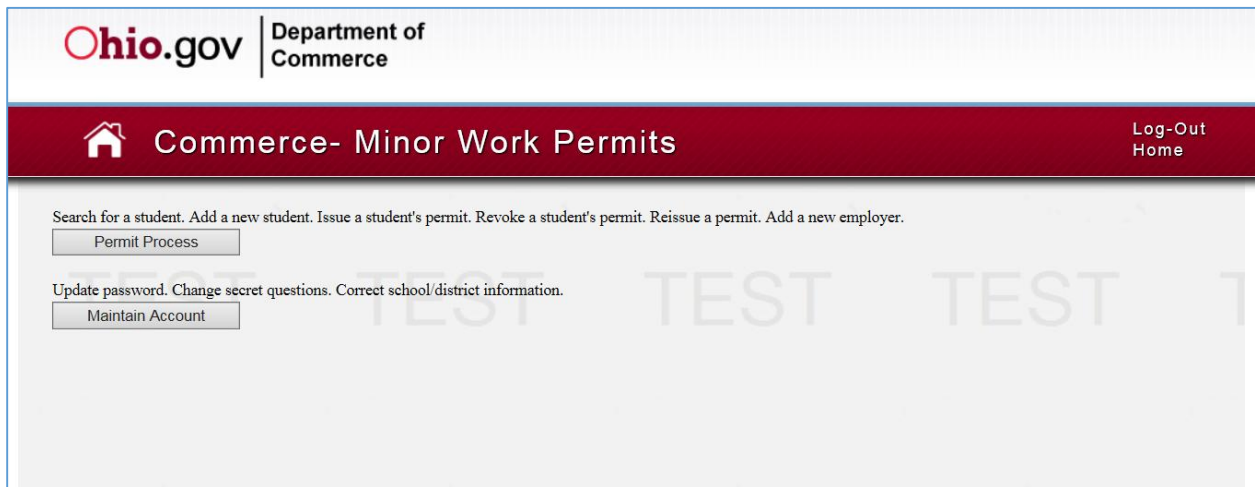 Ohio.gov
Department of
Commerce
Commerce- Minor Work Permits
Log-Out
Home
Search for a student. Add a new student. Issue a student's permit. Revoke a student's permit. Reissue a permit. Add a new employer.
Permit Process
TEST TEST TEST TEST
Update password. Change secret questions. Correct school/district information.
Maintain Account